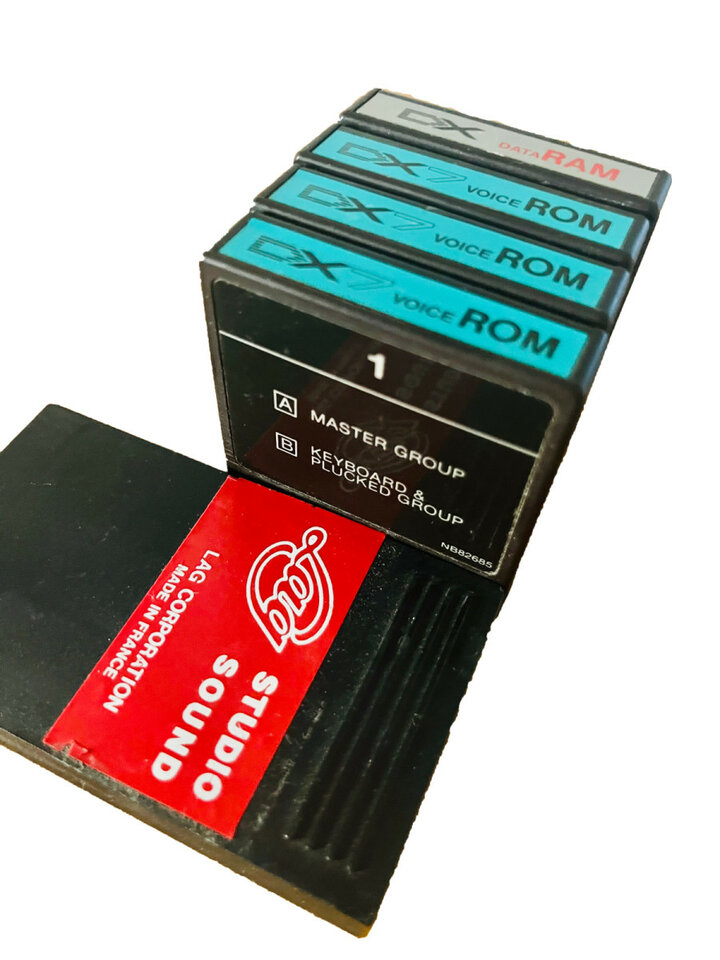 DX DATA RAM
DX7 VOICE ROM
DX7 VOICE ROM
DX7 VOICE ROM
1
A MASTER GROUP
B KEYBOARD &
PLUCKED GROUP
NB82685
Lag
STUDIO
SOUND
LAG CORPORATION
MADE IN FRANCE